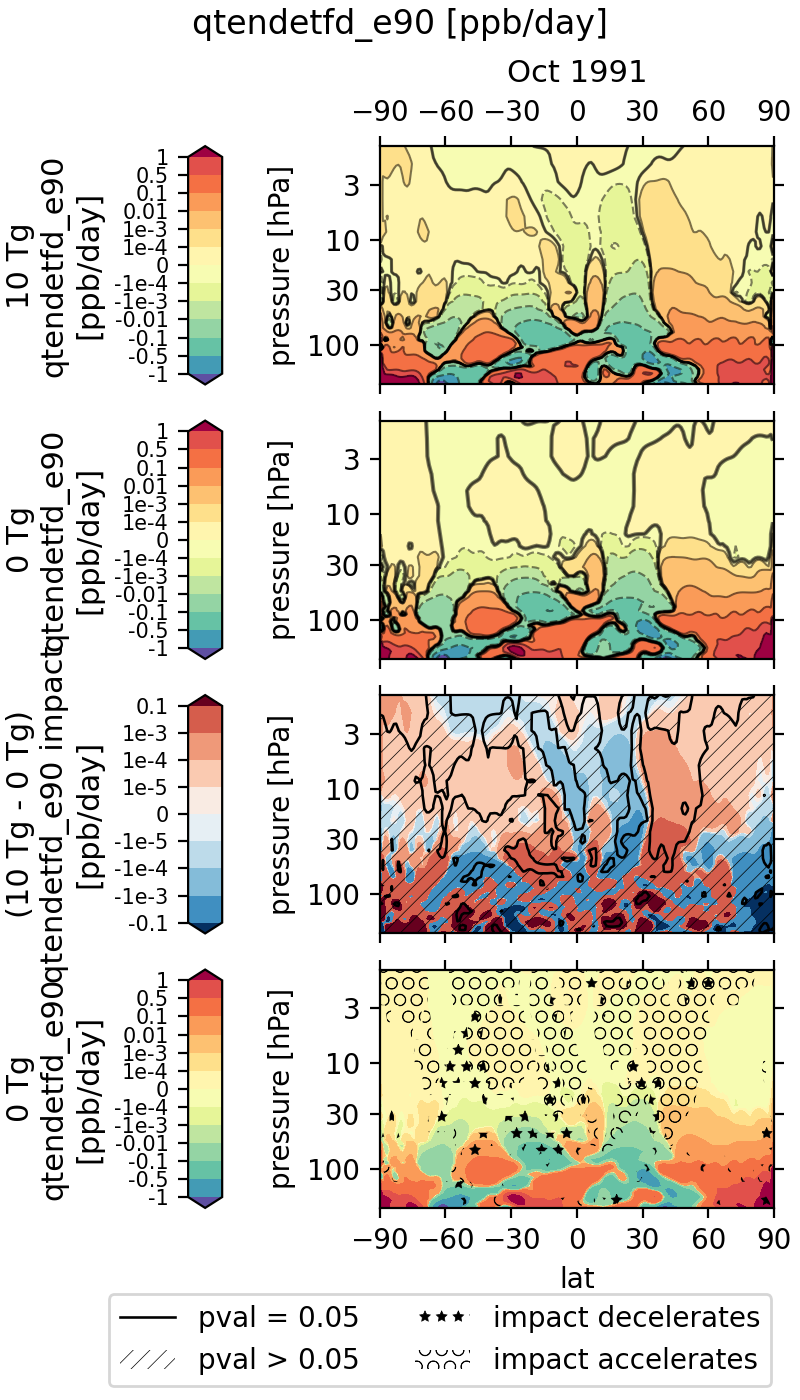 qtendetfd_e90 [ppb/day]
Oct 1991
−90 −60 −30 0 30 60 90
10 Tg
qtendetfd_e90
[ppb/day]
1
0.5
0.1
0.01
1e-3
1e-4
0
-1e-4
-1e-3
-0.01
-0.1
-0.5
-1
pressure [hPa]
3
10
30
100
0 Tg
qtendetfd_e90
[ppb/day]
1
0.5
0.1
0.01
1e-3
1e-4
0
-1e-4
-1e-3
-0.01
-0.1
-0.5
-1
pressure [hPa]
3
10
30
100
(10 Tg - 0 Tg)
qtendetfd_e90 impact
[ppb/day]
0.1
1e-3
1e-4
1e-5
0
-1e-5
-1e-4
-1e-3
-0.1
pressure [hPa]
3
10
30
100
0 Tg
qtendetfd_e90
[ppb/day]
1
0.5
0.1
0.01
1e-3
1e-4
0
-1e-4
-1e-3
-0.01
-0.1
-0.5
-1
pressure [hPa]
3
10
30
100
−90 −60 −30 0 30 60 90
lat
pval = 0.05
impact decelerates
pval > 0.05
impact accelerates